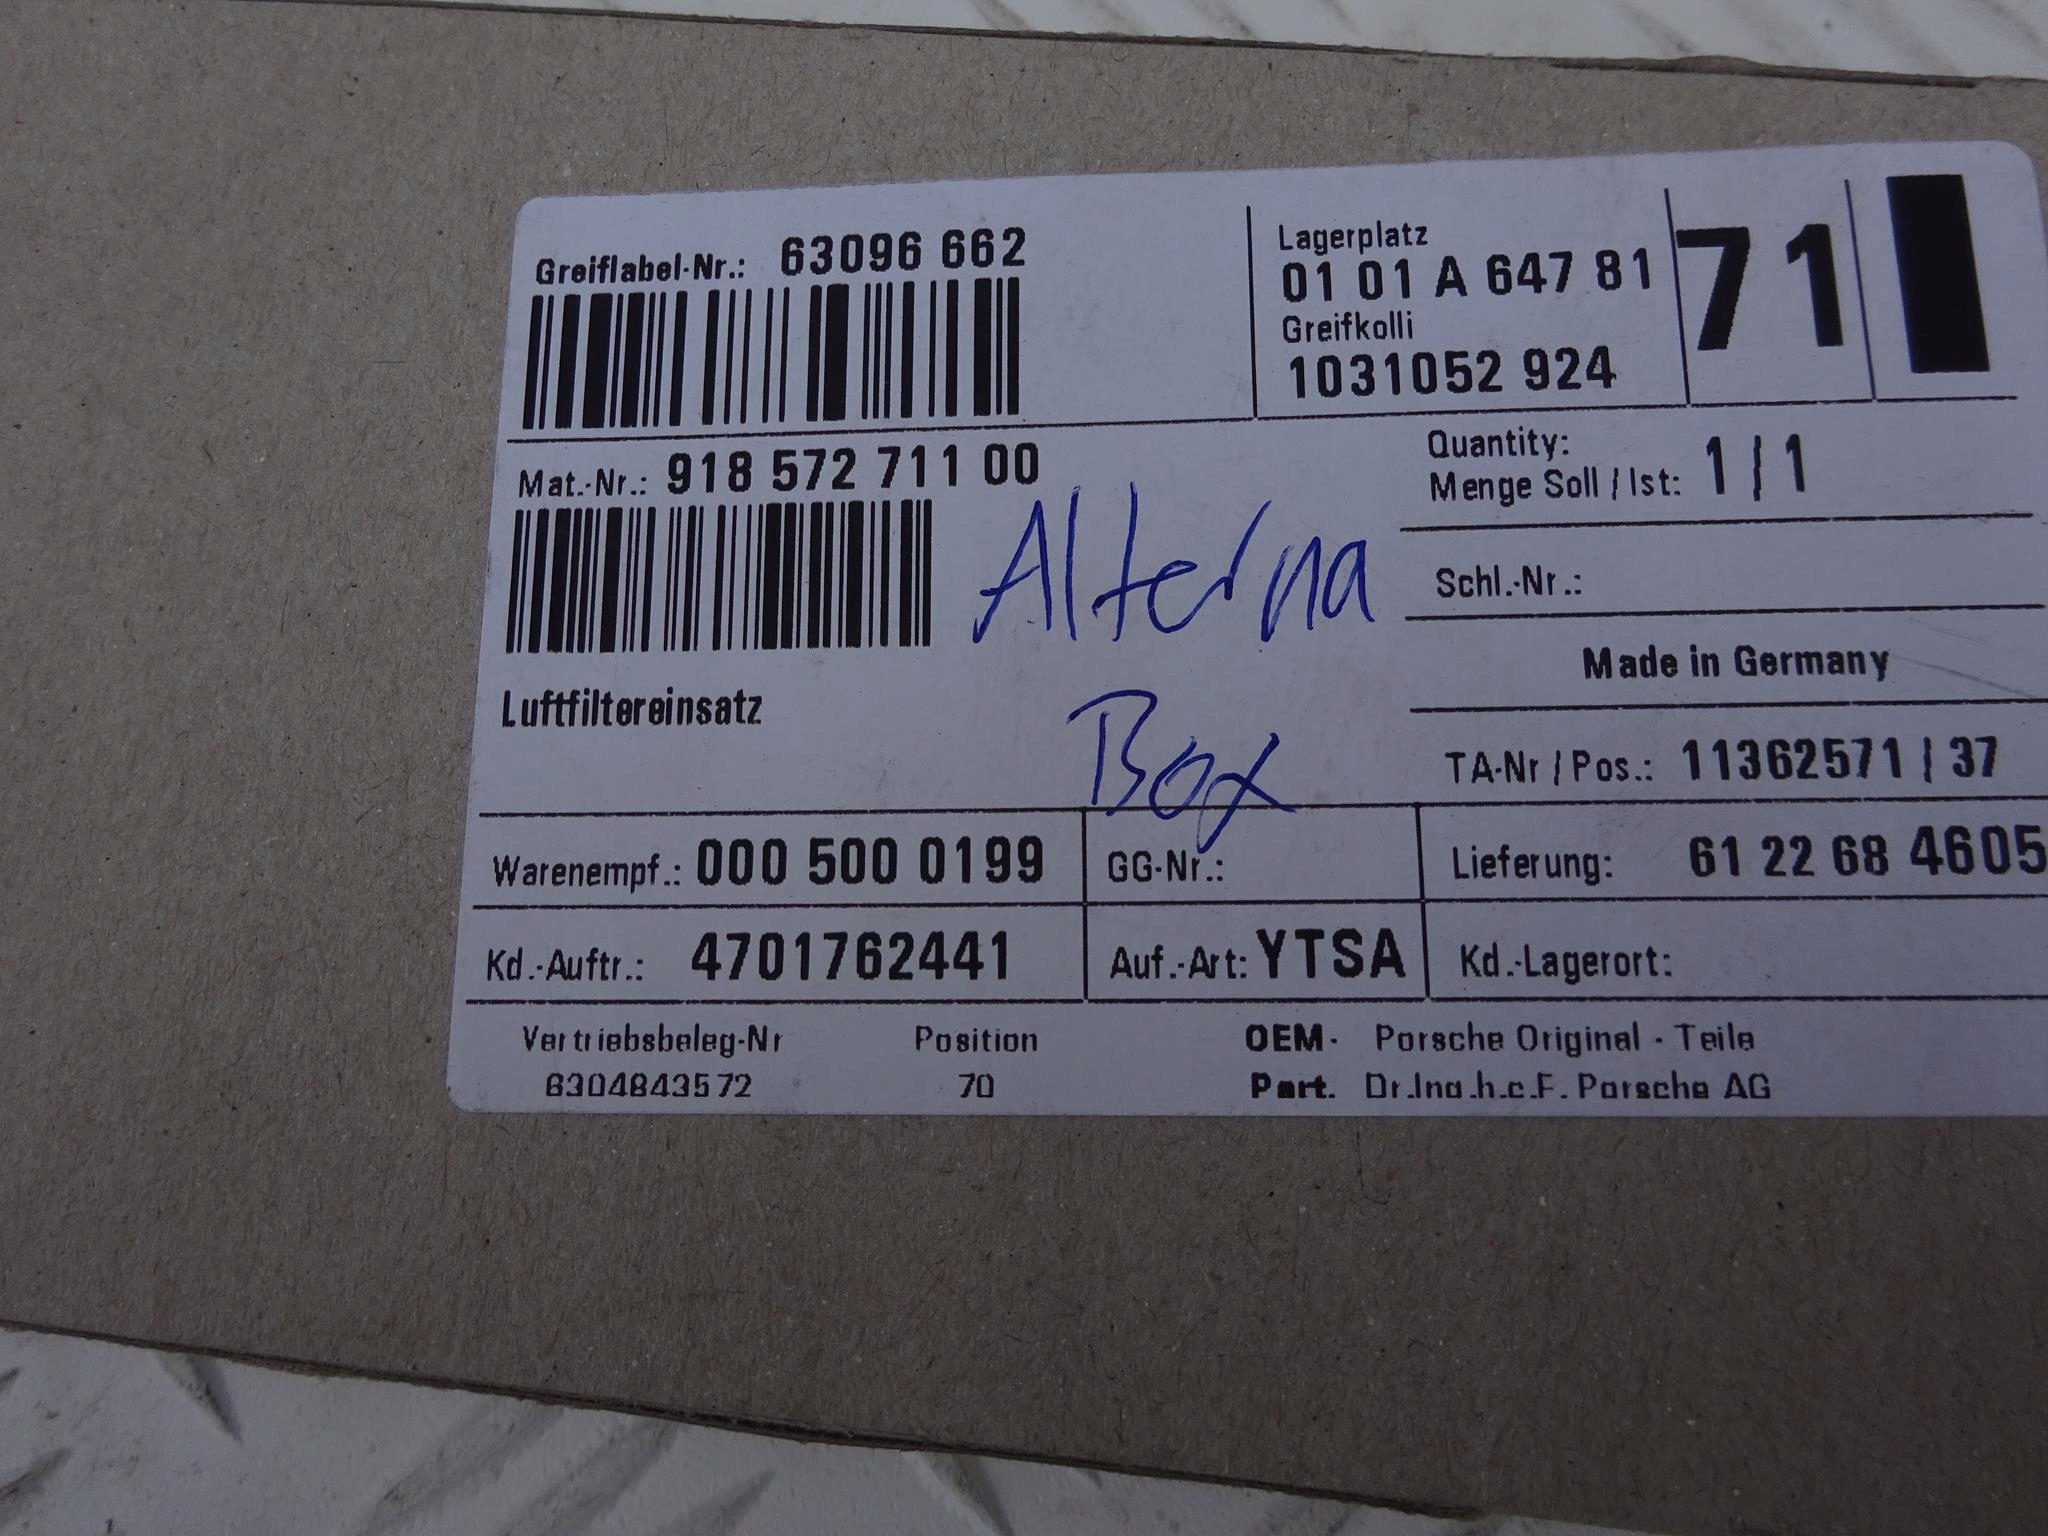 Greiflabel-Nr.: 63096 662
Lagerplatz
01 01 A 647 81
71
Greifkolli
1031052 924
Mat.-Nr.: 918 572 711 00
Quantity:
Menge Soll / Ist: 1 / 1
Alterna
Box
Schl.-Nr.:
Made in Germany
Luftfiltereinsatz
TA-Nr / Pos.: 11362571 / 37
Warenempf.: 000 500 0199
GG-Nr.:
Lieferung: 61 22 68 4605
Kd.-Auftr.: 4701762441
Auf.-Art: YTSA
Kd.-Lagerort:
Vertriebsbeleg-Nr Position
6304843572 70
OEM- Porsche Original - Teile
Part. Dr.Ing.h.c.F. Porsche AG